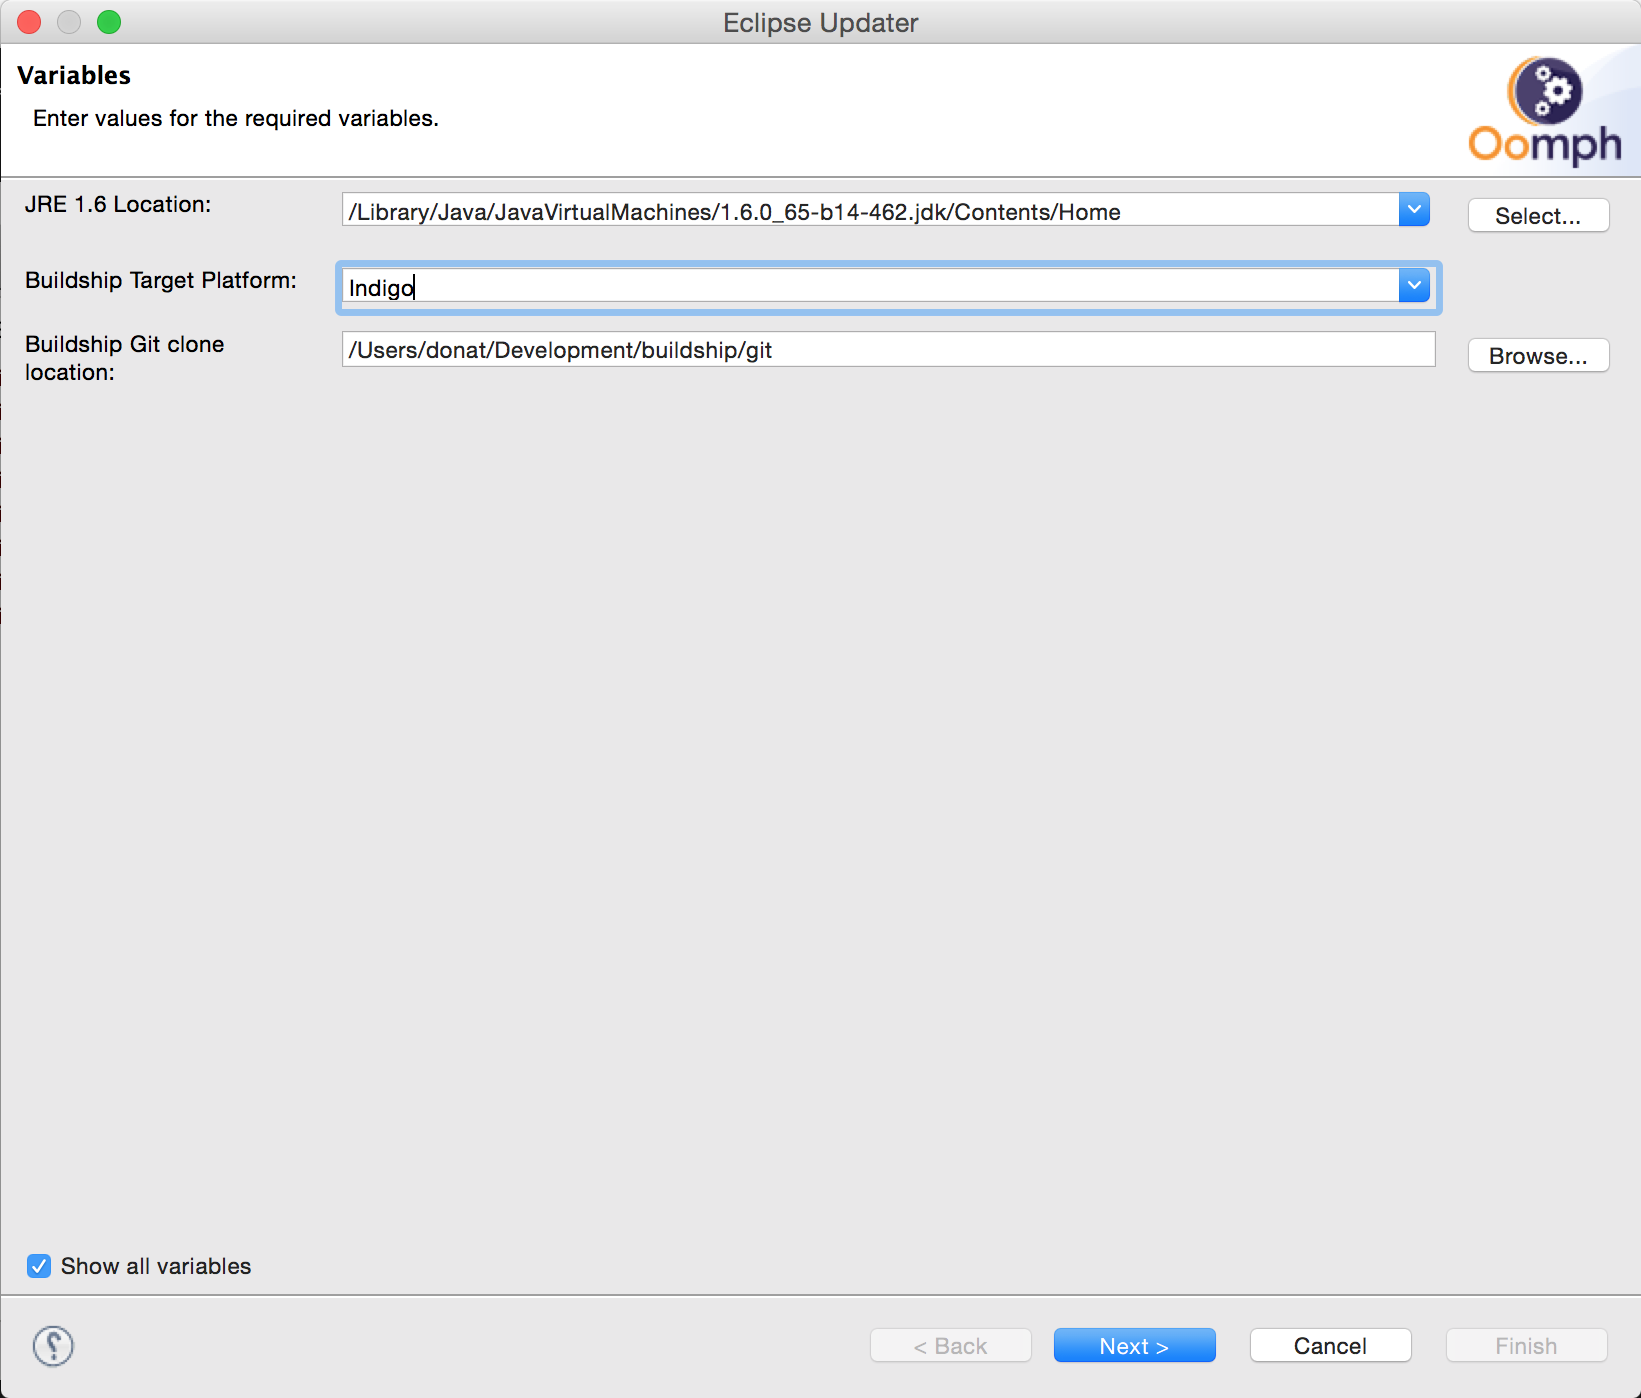 Eclipse Updater
Variables
Enter values for the required variables.
Oomph
JRE 1.6 Location:
/Library/Java/JavaVirtualMachines/1.6.0_65-b14-462.jdk/Contents/Home
Select...
Buildship Target Platform:
Indigo
Buildship Git clone
location:
/Users/donat/Development/buildship/git
Browse...
Show all variables
?
< Back
Next >
Cancel
Finish